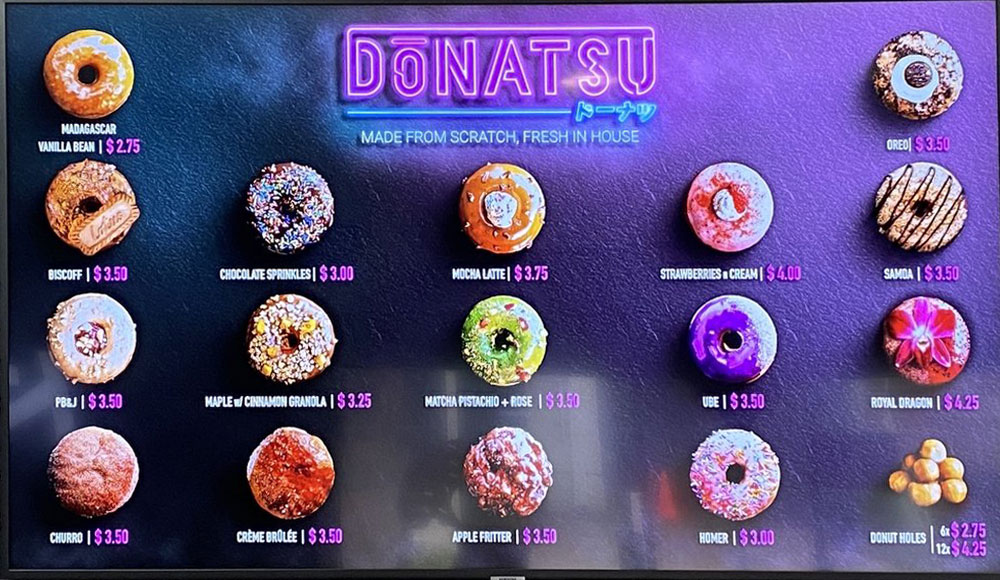 DŌNATSU
ドーナツ
MADE FROM SCRATCH, FRESH IN HOUSE
MADAGASCAR
VANILLA BEAN | $2.75
OREO | $3.50
BISCOFF | $3.50
CHOCOLATE SPRINKLES | $3.00
MOCHA LATTE | $3.75
STRAWBERRIES n CREAM | $4.00
SAMOA | $3.50
PB&J | $3.50
MAPLE w/ CINNAMON GRANOLA | $3.25
MATCHA PISTACHIO + ROSE | $3.50
UBE | $3.50
ROYAL DRAGON | $4.25
CHURRO | $3.50
CRÈME BRÛLÉE | $3.50
APPLE FRITTER | $3.50
HOMER | $3.00
DONUT HOLES | 6x $2.75
12x $4.25